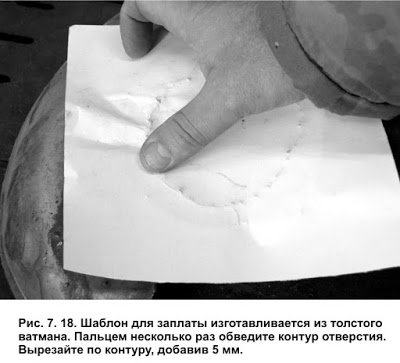 Рис. 7. 18. Шаблон для заплаты изготавливается из толстого
ватмана. Пальцем несколько раз обведите контур отверстия.
Вырезайте по контуру, добавив 5 мм.